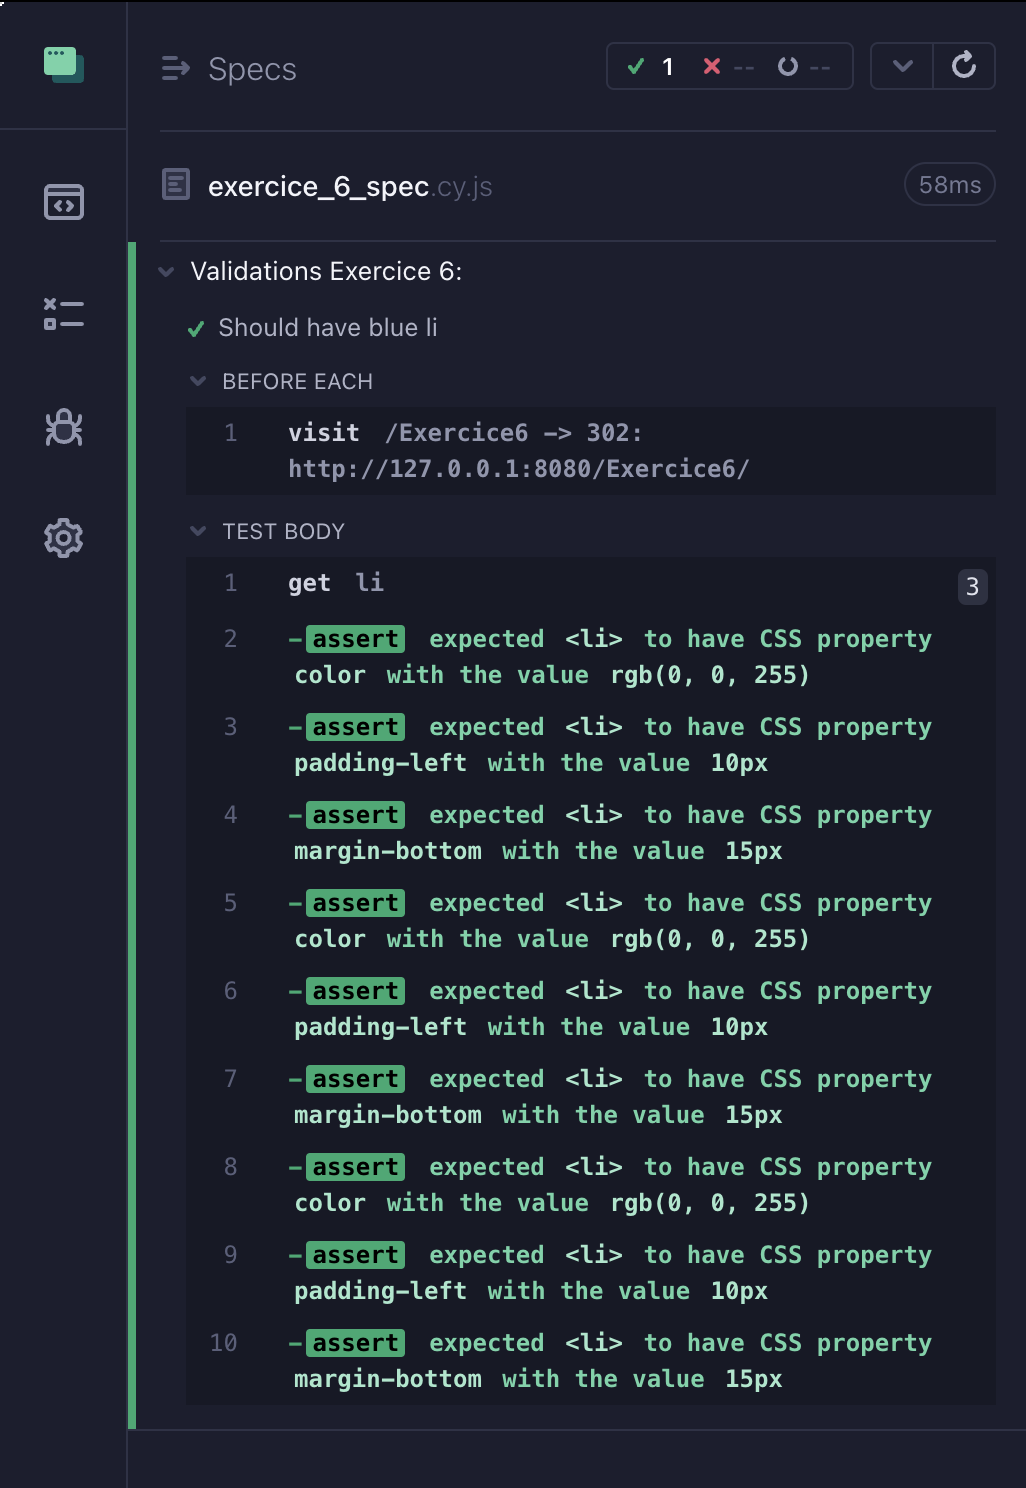 Specs
1 -- --
exercice_6_spec.cy.js
58ms
Validations Exercice 6:
Should have blue li
BEFORE EACH
1 visit /Exercice6 -> 302:
http://127.0.0.1:8080/Exercice6/
TEST BODY
1 get li 3
2 -assert expected <li> to have CSS property
color with the value rgb(0, 0, 255)
3 -assert expected <li> to have CSS property
padding-left with the value 10px
4 -assert expected <li> to have CSS property
margin-bottom with the value 15px
5 -assert expected <li> to have CSS property
color with the value rgb(0, 0, 255)
6 -assert expected <li> to have CSS property
padding-left with the value 10px
7 -assert expected <li> to have CSS property
margin-bottom with the value 15px
8 -assert expected <li> to have CSS property
color with the value rgb(0, 0, 255)
9 -assert expected <li> to have CSS property
padding-left with the value 10px
10 -assert expected <li> to have CSS property
margin-bottom with the value 15px